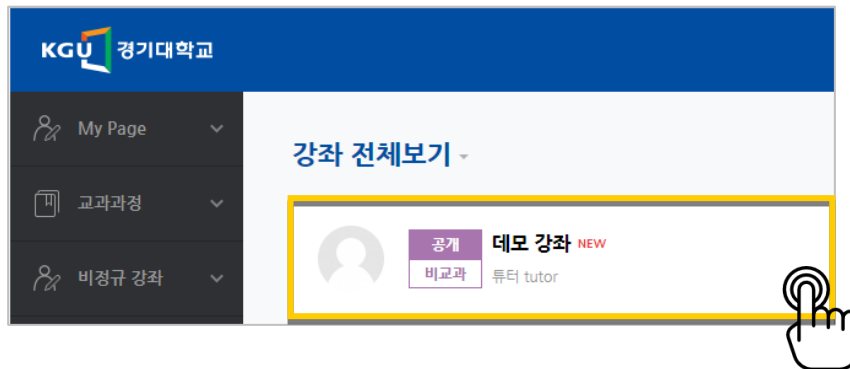 KGU 경기대학교
My Page
강좌 전체보기
교과과정
공개 데모 강좌 NEW
비정규 강좌
비교과 튜터 tutor